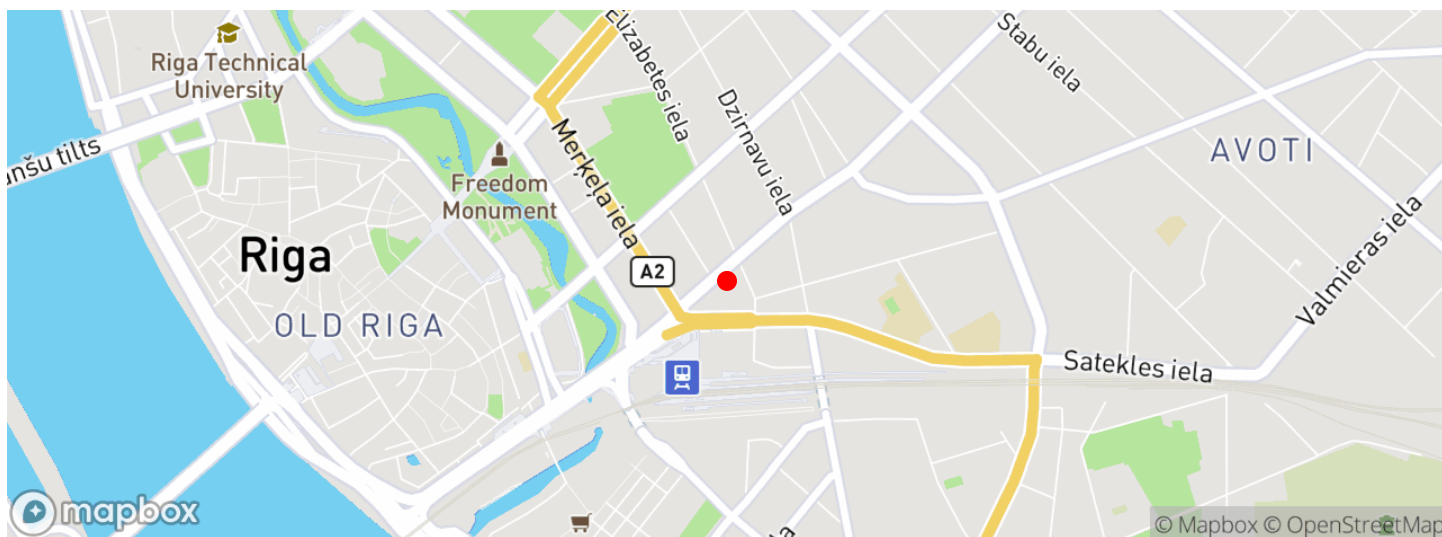 Riga Technical
University
Elizabetes iela
Stabu iela
Dzirnavu iela
AVOTI
nšu tilts
Freedom
Monument
Merķeļa iela
Riga
A2
Valmieras iela
OLD RIGA
Satekles iela
mapbox
© Mapbox © OpenStreetMap